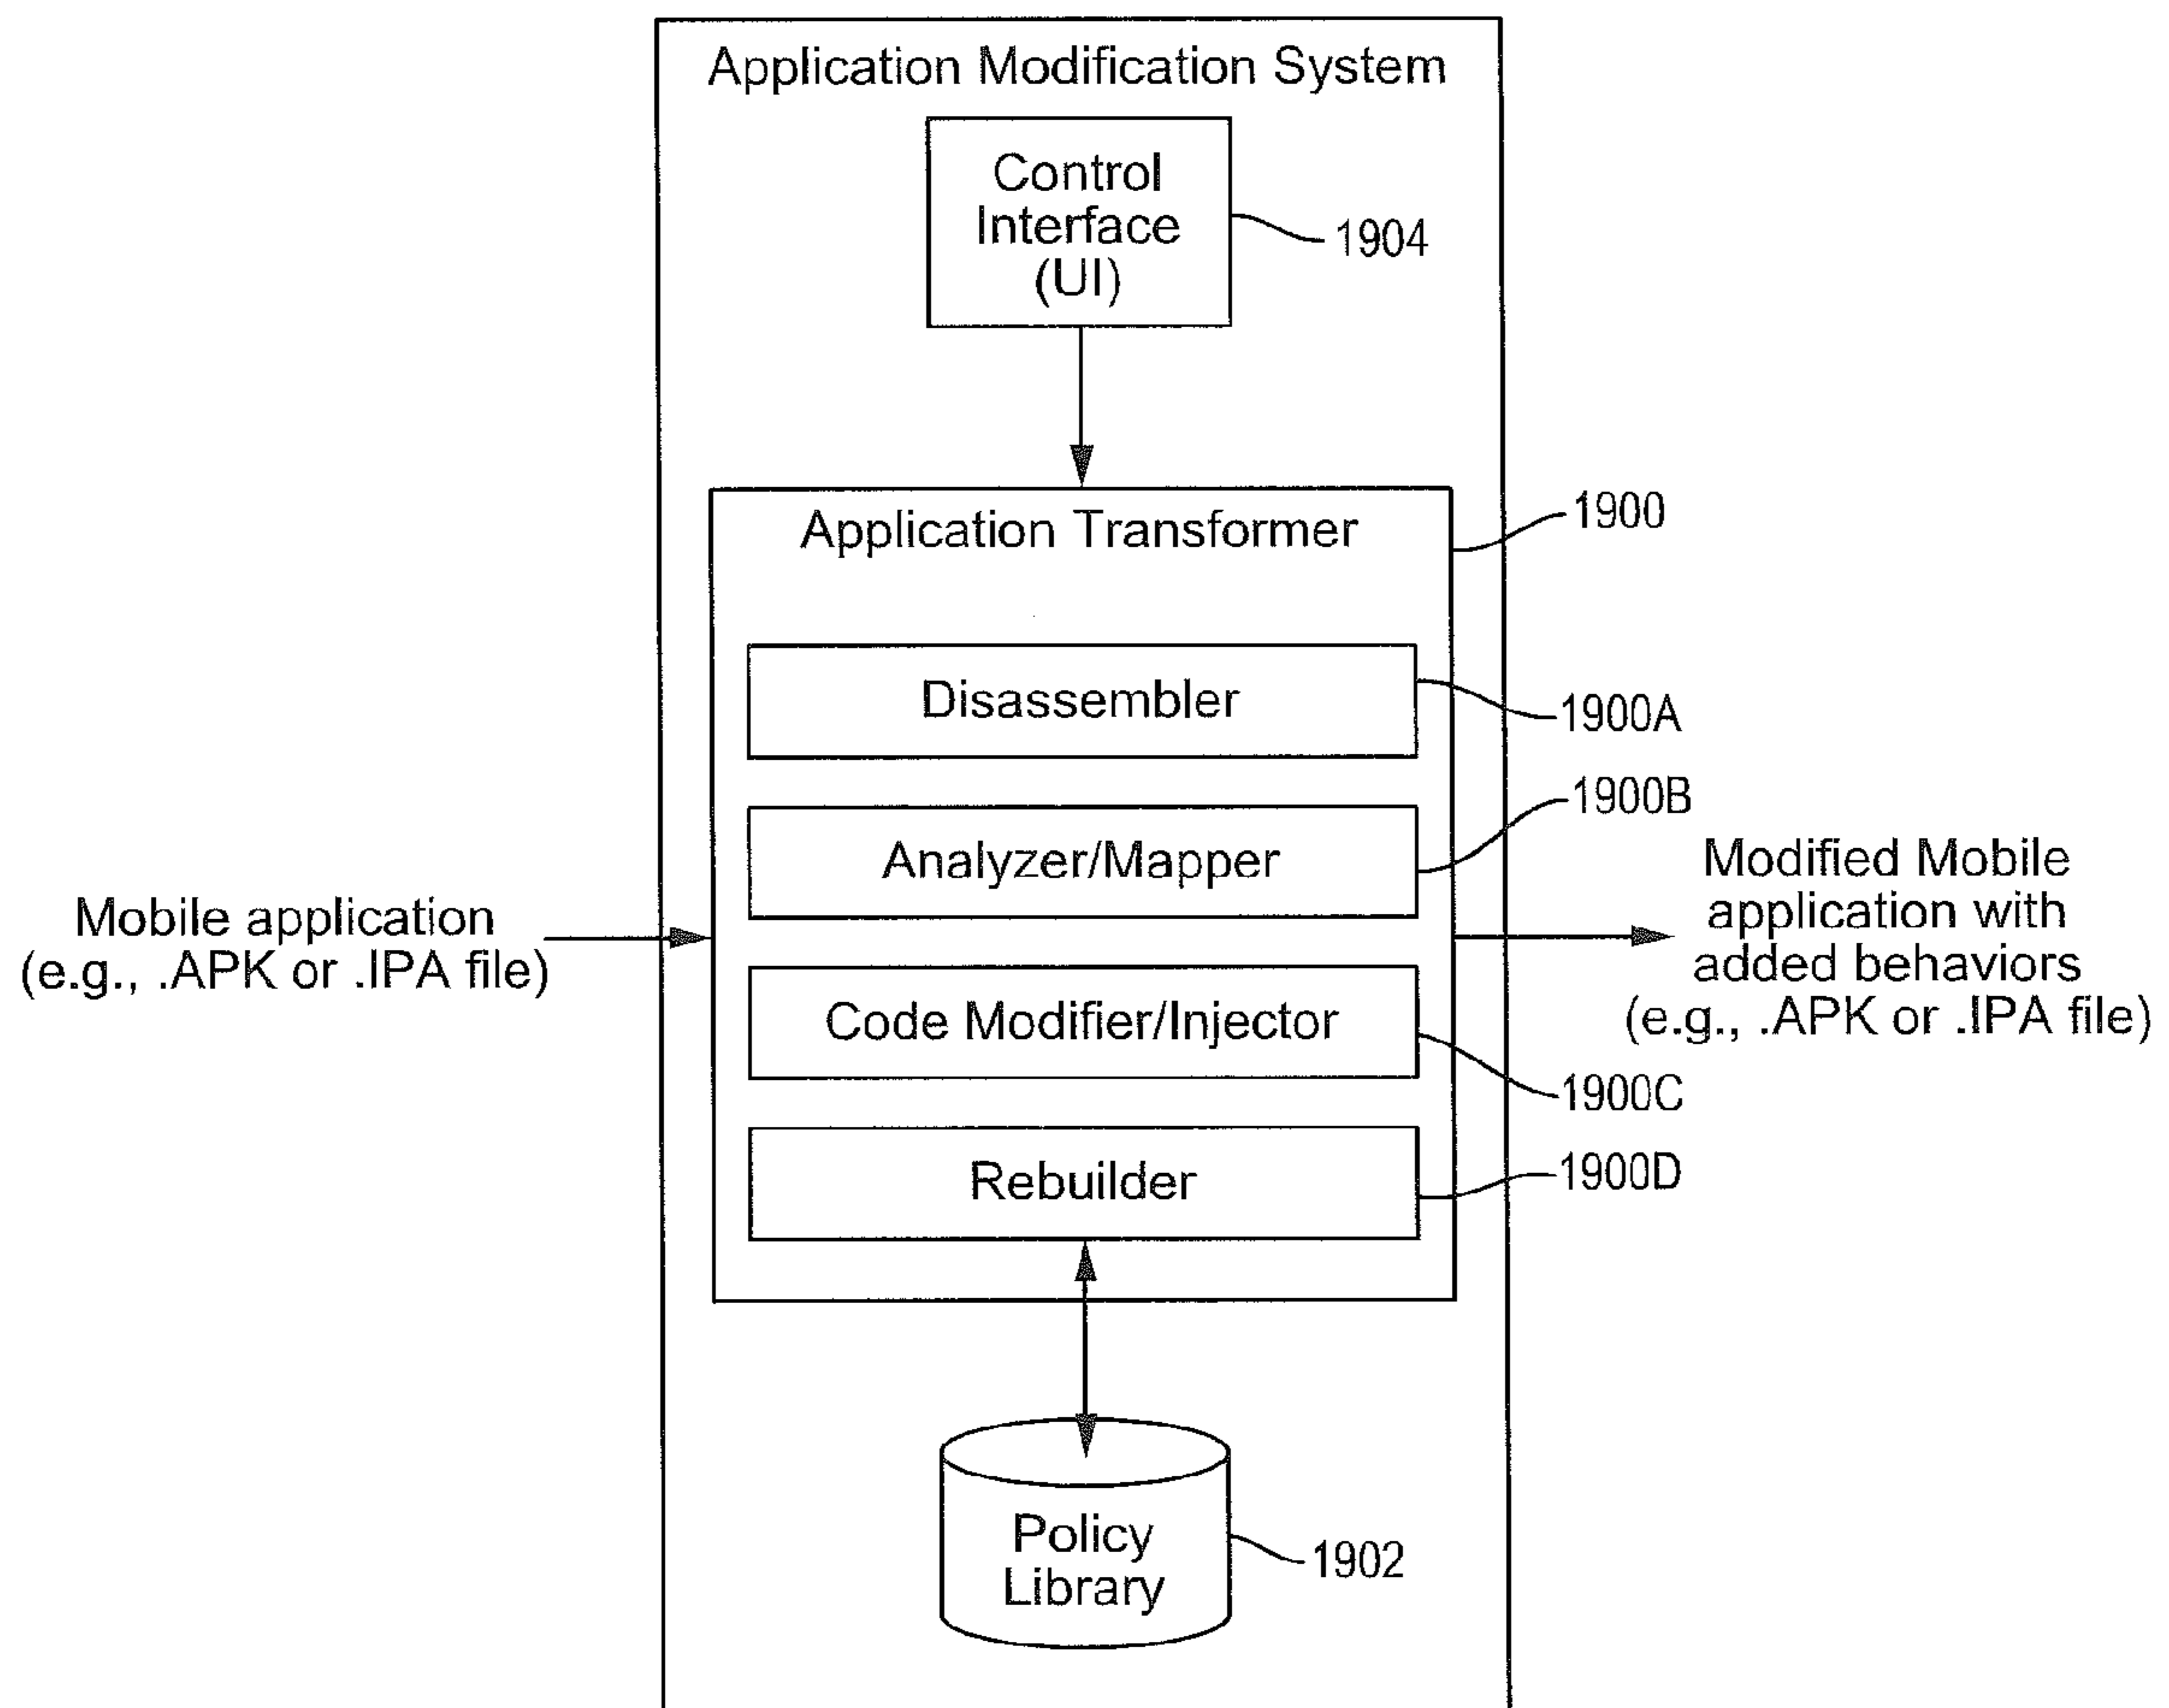 Application Modification System
Control
Interface
(UI)
1904
Application Transformer
1900
Disassembler
1900A
Analyzer/Mapper
1900B
Mobile application
(e.g., .APK or .IPA file)
Modified Mobile
application with
added behaviors
(e.g., .APK or .IPA file)
Code Modifier/Injector
1900C
Rebuilder
1900D
Policy
Library
1902